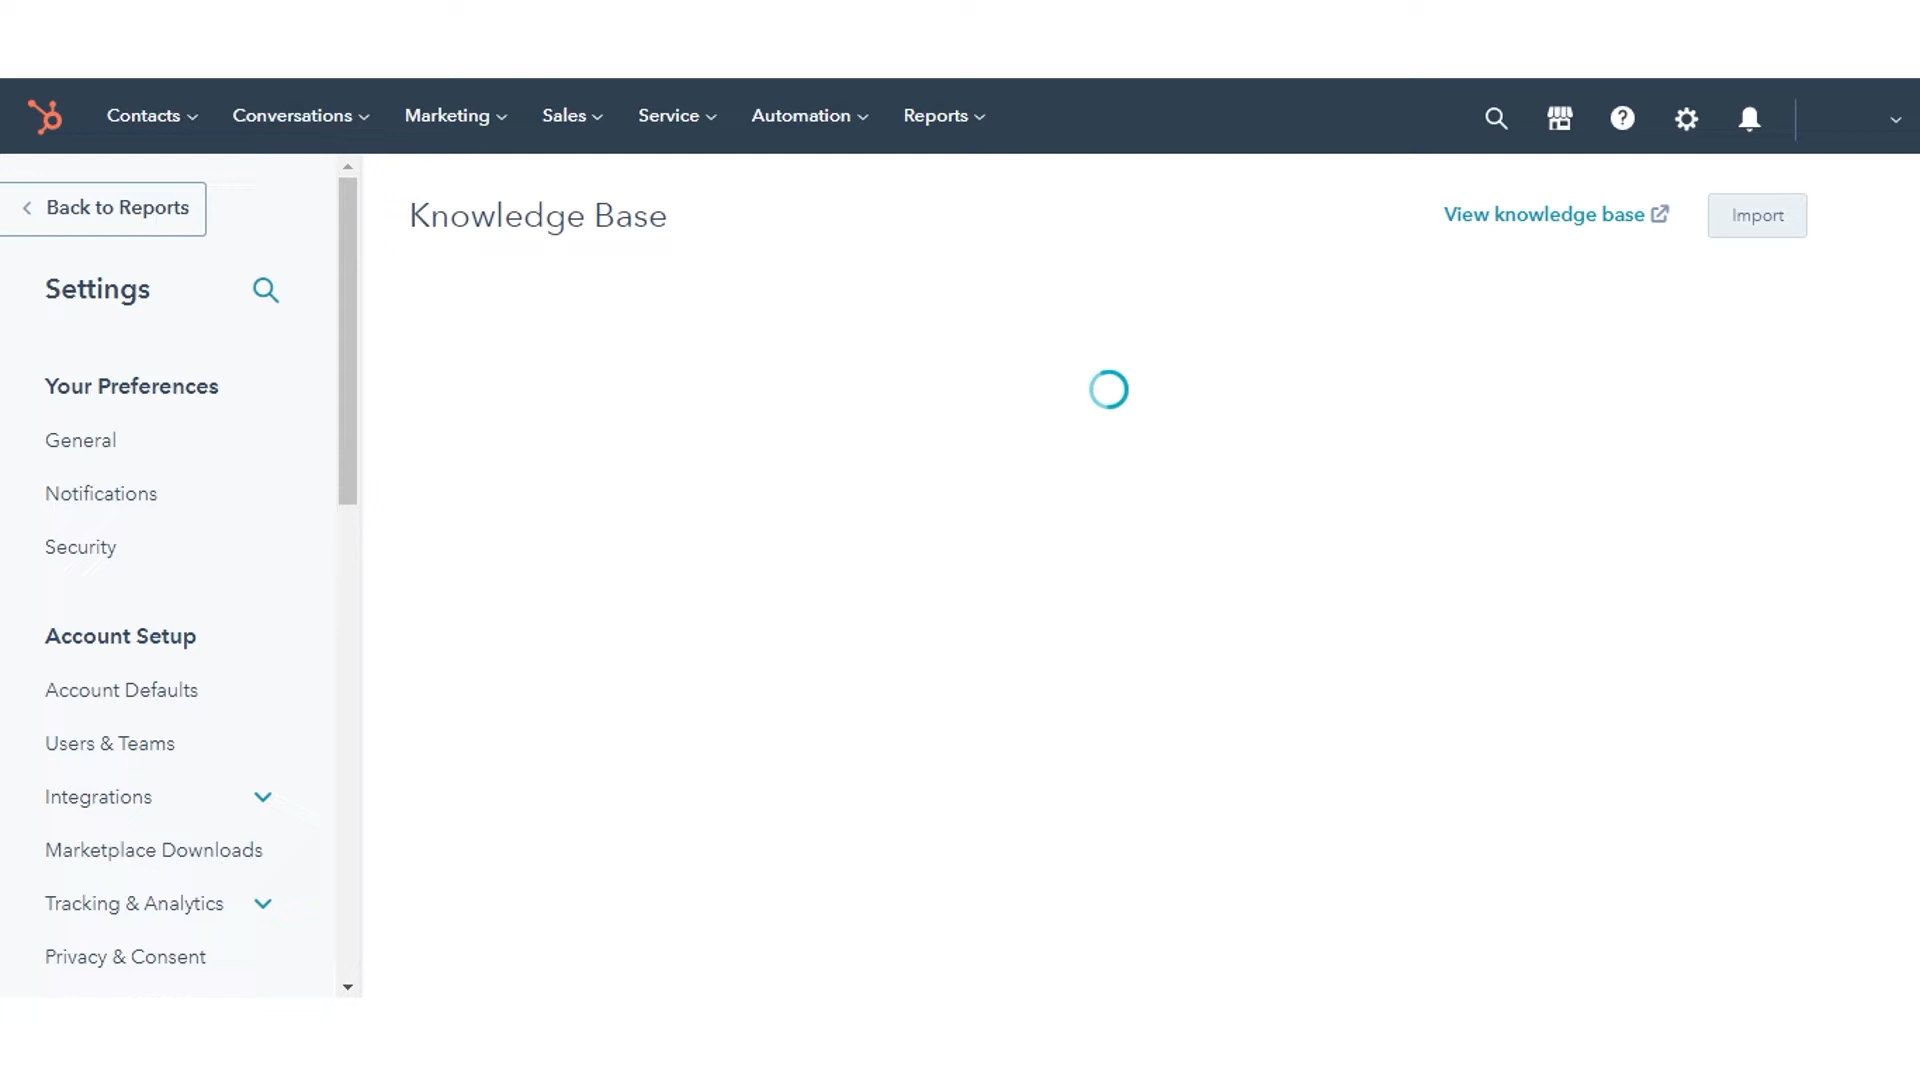 Contacts Conversations Marketing Sales Service Automation Reports
Back to Reports
Knowledge Base
View knowledge base
Import
Settings
Your Preferences
General
Notifications
Security
Account Setup
Account Defaults
Users & Teams
Integrations
Marketplace Downloads
Tracking & Analytics
Privacy & Consent